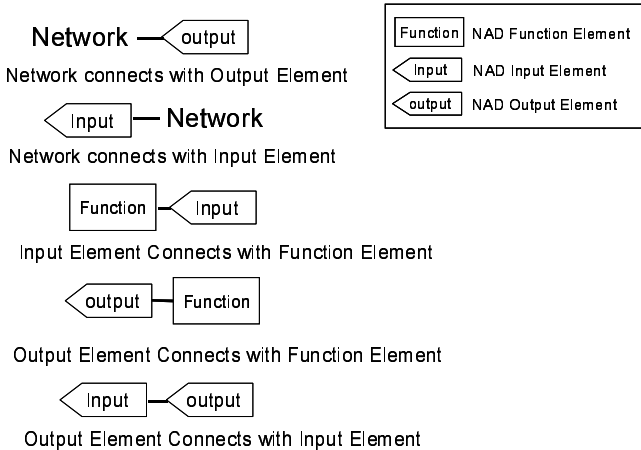 Network output
Network connects with Output Element
Input Network
Network connects with Input Element
Function Input
Input Element Connects with Function Element
output Function
Output Element Connects with Function Element
Input output
Output Element Connects with Input Element
Function NAD Function Element
Input NAD Input Element
output NAD Output Element